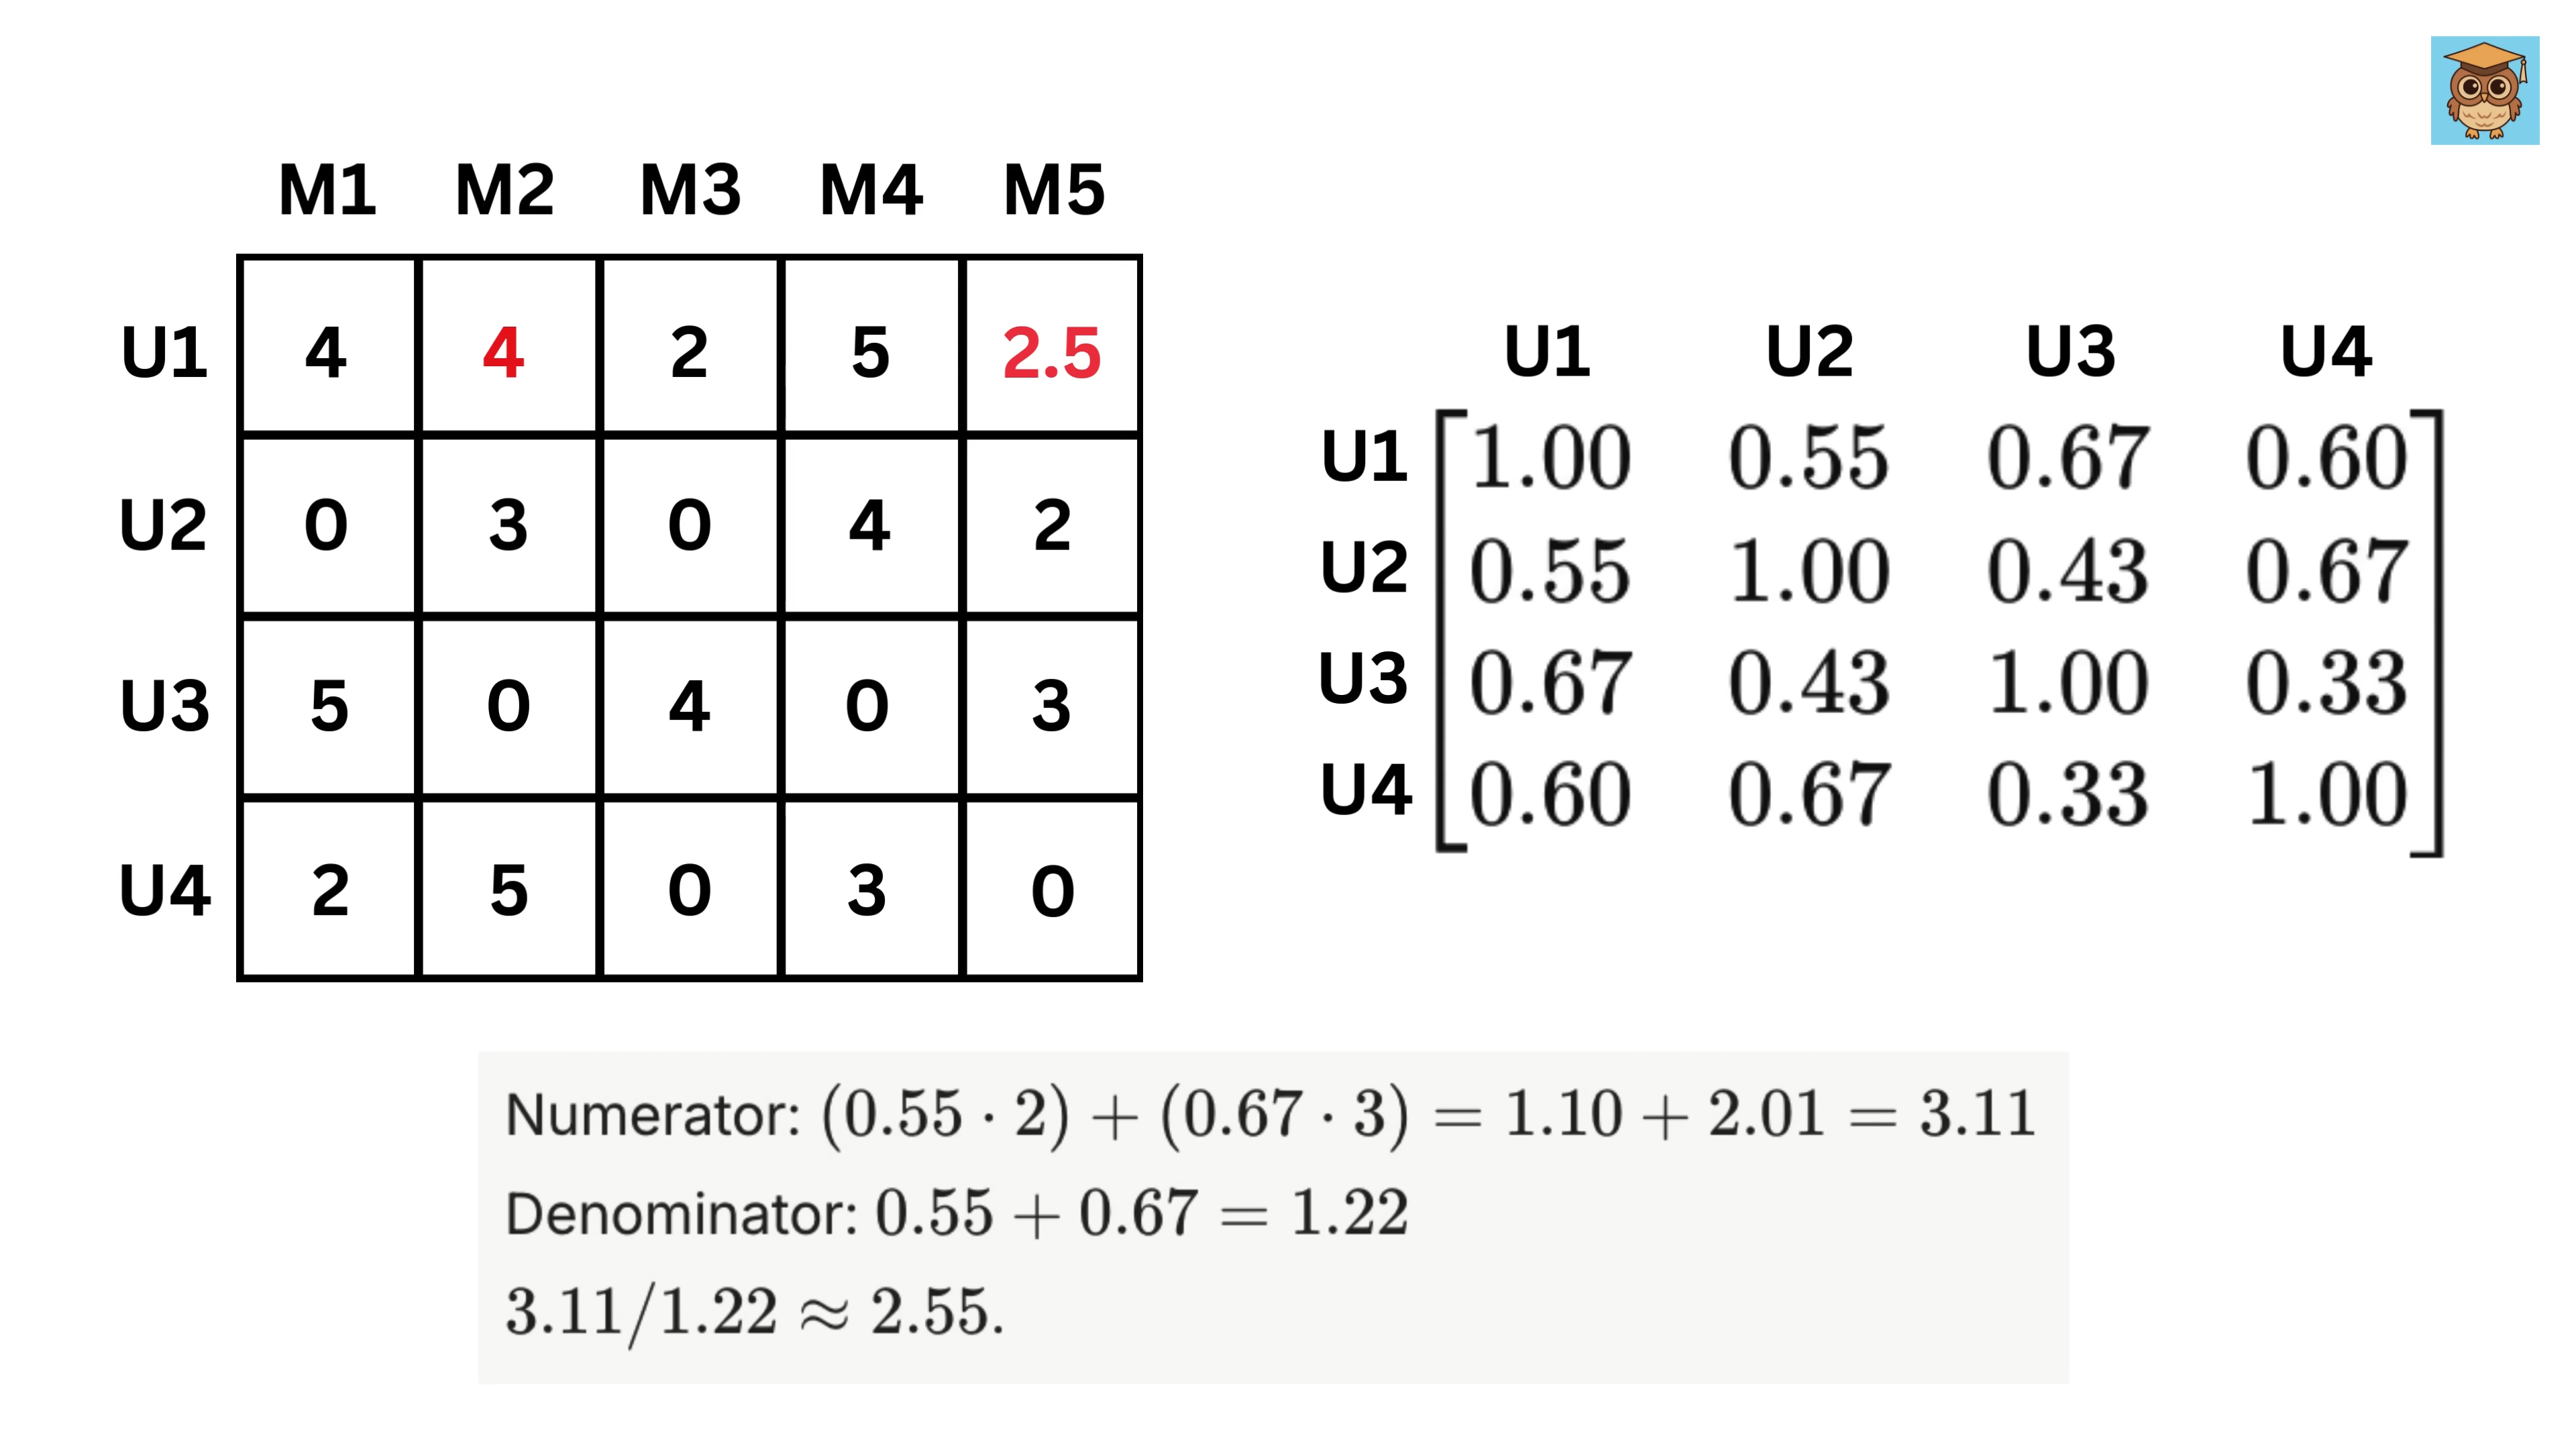 M1 M2 M3 M4 M5
U1 4 4 2 5 2.5
U2 0 3 0 4 2
U3 5 0 4 0 3
U4 2 5 0 3 0
U1 U2 U3 U4
U1 1.00 0.55 0.67 0.60
U2 0.55 1.00 0.43 0.67
U3 0.67 0.43 1.00 0.33
U4 0.60 0.67 0.33 1.00
Numerator: (0.55 · 2) + (0.67 · 3) = 1.10 + 2.01 = 3.11
Denominator: 0.55 + 0.67 = 1.22
3.11/1.22 ≈ 2.55.